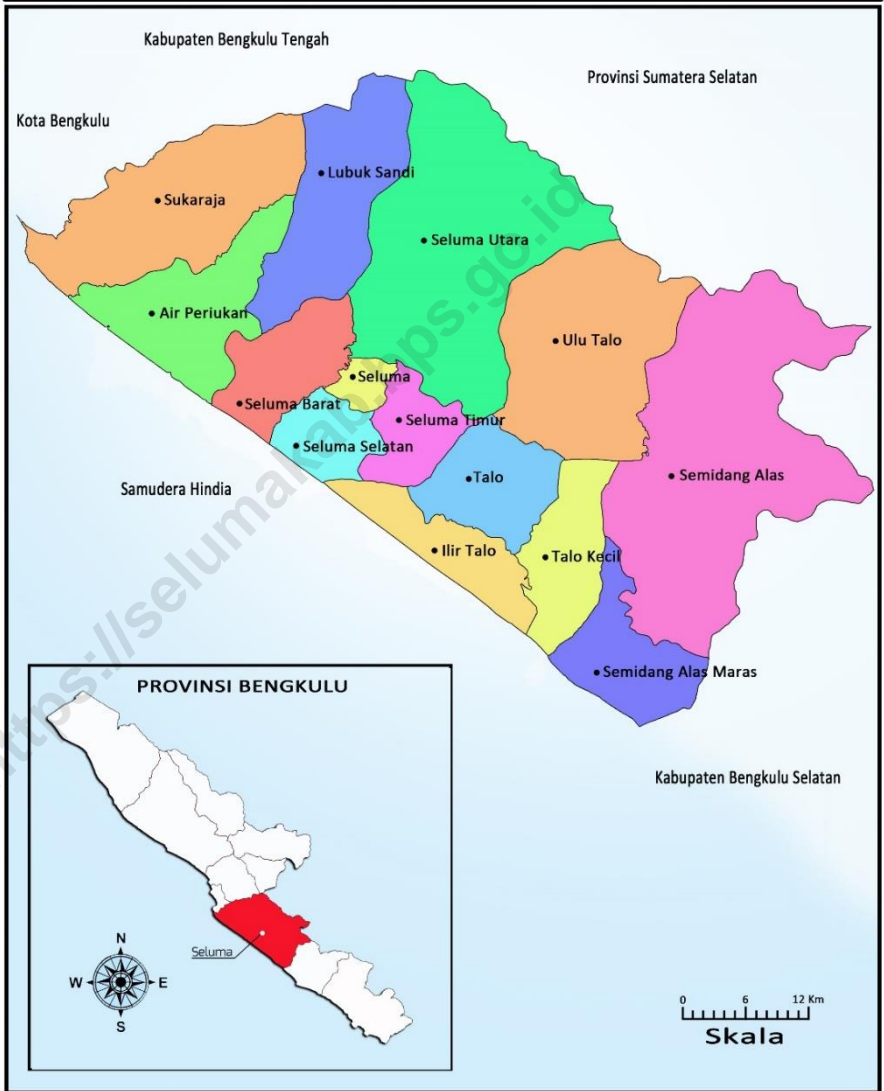 Kabupaten Bengkulu Tengah
Provinsi Sumatera Selatan
Kota Bengkulu
Lubuk Sandi
Sukaraja
Seluma Utara
Air Periukan
Ulu Talo
Seluma
Seluma Barat
Seluma Timur
Seluma Selatan
Talo
Semidang Alas
Samudera Hindia
Ilir Talo
Talo Kecil
Semidang Alas Maras
Kabupaten Bengkulu Selatan
PROVINSI BENGKULU
Seluma
N
W
E
S
0 6 12 Km
Skala
https://selumakab.bps.go.id